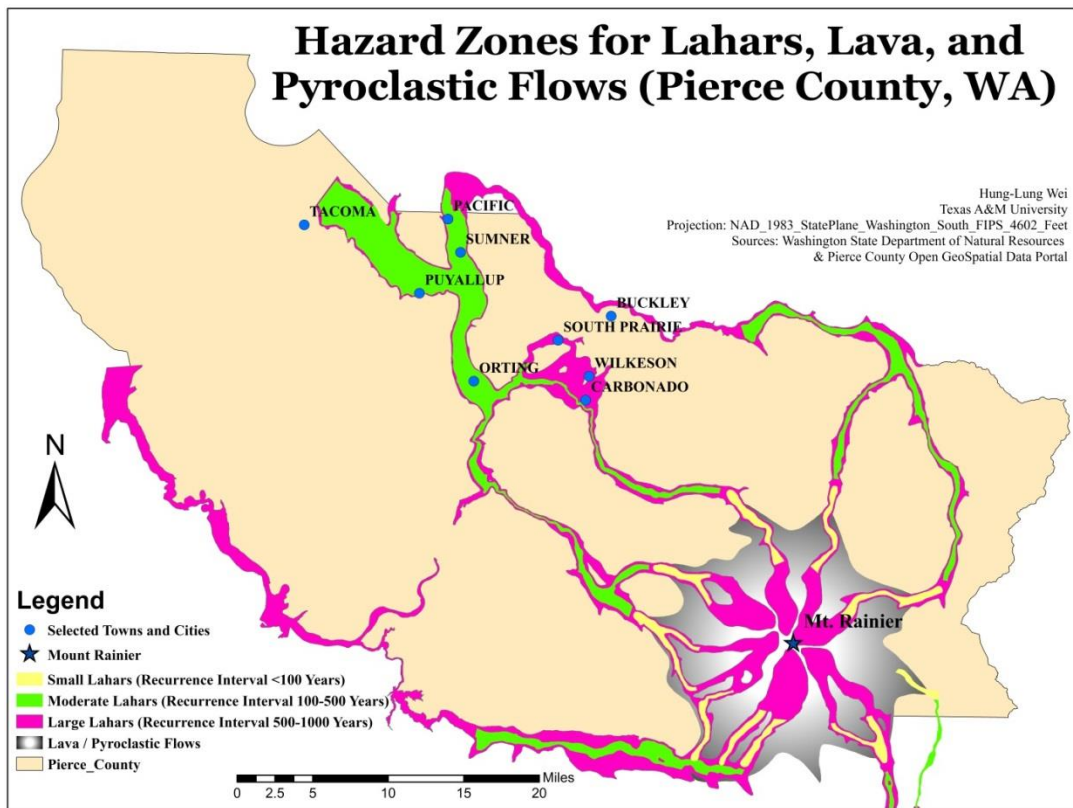 Hazard Zones for Lahars, Lava, and
Pyroclastic Flows (Pierce County, WA)
Hung-Lung Wei
Texas A&M University
Projection: NAD_1983_StatePlane_Washington_South_FIPS_4602_Feet
Sources: Washington State Department of Natural Resources
& Pierce County Open GeoSpatial Data Portal
TACOMA
PACIFIC
SUMNER
PUYALLUP
BUCKLEY
SOUTH PRAIRIE
WILKESON
ORTING
CARBONADO
N
Mt. Rainier
Legend
Selected Towns and Cities
Mount Rainier
Small Lahars (Recurrence Interval <100 Years)
Moderate Lahars (Recurrence Interval 100-500 Years)
Large Lahars (Recurrence Interval 500-1000 Years)
Lava / Pyroclastic Flows
Pierce_County
Miles
0 2.5 5 10 15 20